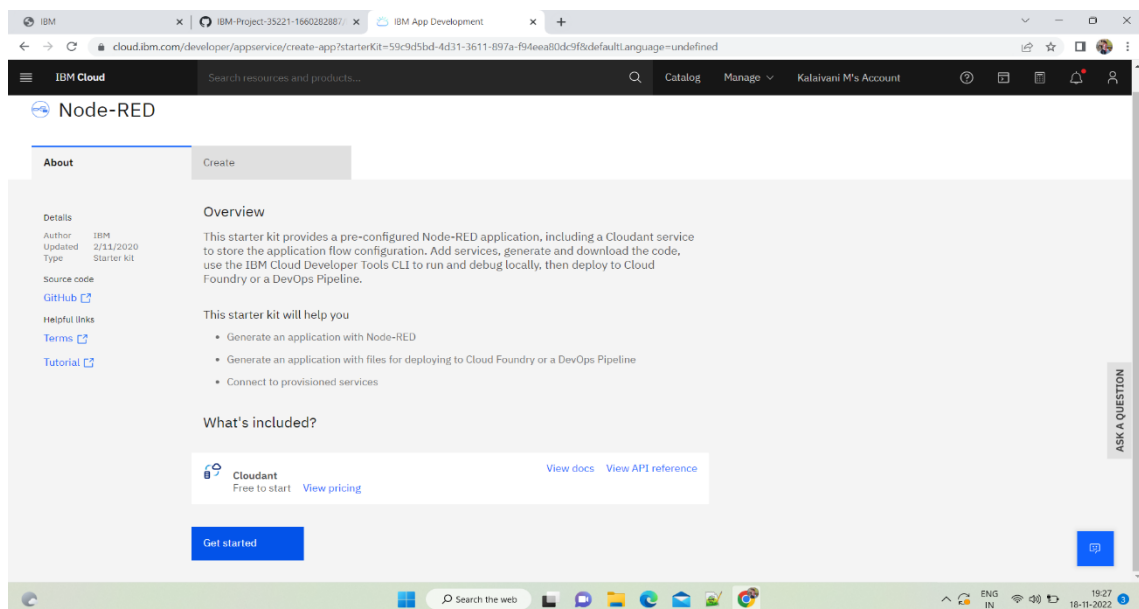 IBM
IBM-Project-35221-1660282887/
IBM App Development
cloud.ibm.com/developer/appservice/create-app?starterKit=59c9d5bd-4d31-3611-897a-f94eea80dc9f&defaultLanguage=undefined
IBM Cloud
Search resources and products...
Catalog
Manage
Kalaivani M's Account
Node-RED
About
Create
Details
Author IBM
Updated 2/11/2020
Type Starter kit
Source code
GitHub
Helpful links
Terms
Tutorial
Overview
This starter kit provides a pre-configured Node-RED application, including a Cloudant service
to store the application flow configuration. Add services, generate and download the code,
use the IBM Cloud Developer Tools CLI to run and debug locally, then deploy to Cloud
Foundry or a DevOps Pipeline.
This starter kit will help you
• Generate an application with Node-RED
• Generate an application with files for deploying to Cloud Foundry or a DevOps Pipeline
• Connect to provisioned services
What's included?
Cloudant
Free to start View pricing
View docs View API reference
Get started
ASK A QUESTION
Search the web
ENG
IN
19:27
18-11-2022
3